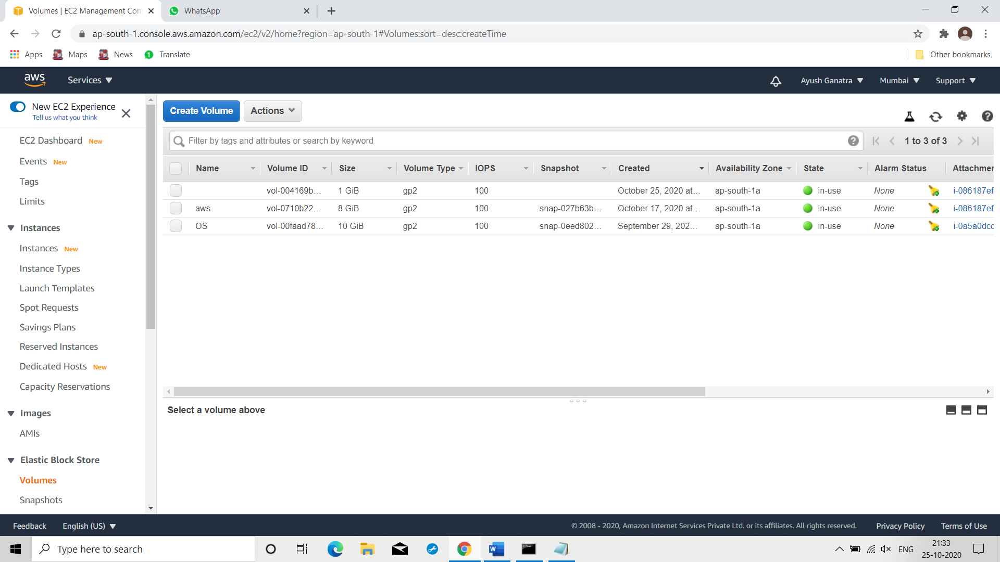 Volumes | EC2 Management Con
WhatsApp
ap-south-1.console.aws.amazon.com/ec2/v2/home?region=ap-south-1#Volumes:sort=desc:createTime
Apps Maps News 1 Translate Other bookmarks
aws Services Ayush Ganatra Mumbai Support
New EC2 Experience
Tell us what you think
EC2 Dashboard New
Events New
Tags
Limits
Instances
Instances New
Instance Types
Launch Templates
Spot Requests
Savings Plans
Reserved Instances
Dedicated Hosts New
Capacity Reservations
Images
AMIs
Elastic Block Store
Volumes
Snapshots
Create Volume Actions
Filter by tags and attributes or search by keyword 1 to 3 of 3
Name Volume ID Size Volume Type IOPS Snapshot Created Availability Zone State Alarm Status Attachmer
vol-004169b... 1 GiB gp2 100 October 25, 2020 at... ap-south-1a in-use None i-086187ef
aws vol-0710b22... 8 GiB gp2 100 snap-027b63b... October 17, 2020 at... ap-south-1a in-use None i-086187ef
OS vol-00faad78... 10 GiB gp2 100 snap-0eed802... September 29, 202... ap-south-1a in-use None i-0a5a0dcc
Select a volume above
Feedback English (US) © 2008 - 2020, Amazon Internet Services Private Ltd. or its affiliates. All rights reserved. Privacy Policy Terms of Use
Type here to search
ENG
21:33
25-10-2020